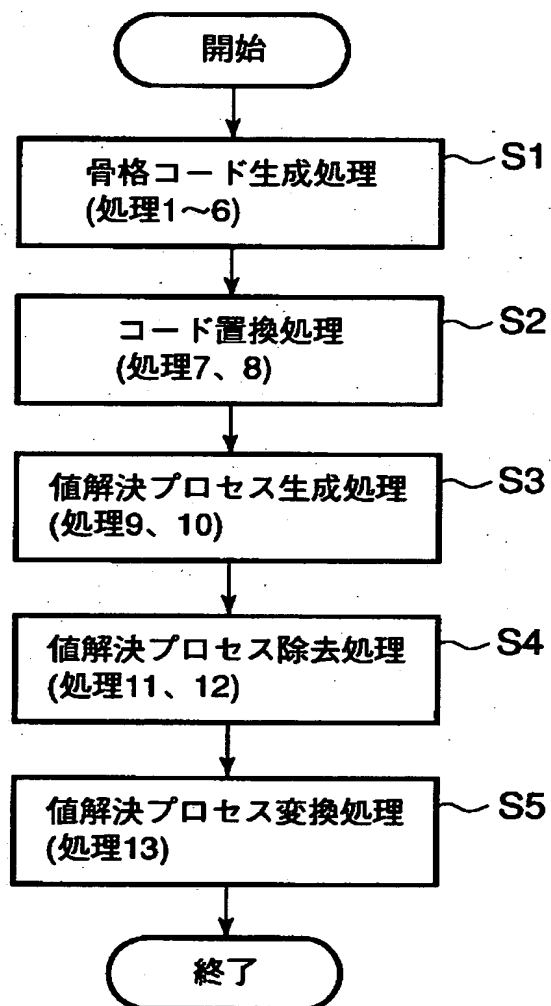 開始
骨格コード生成処理
(処理1～6)
S1
コード置換処理
(処理7、8)
S2
値解決プロセス生成処理
(処理9、10)
S3
値解決プロセス除去処理
(処理11、12)
S4
値解決プロセス変換処理
(処理13)
S5
終了